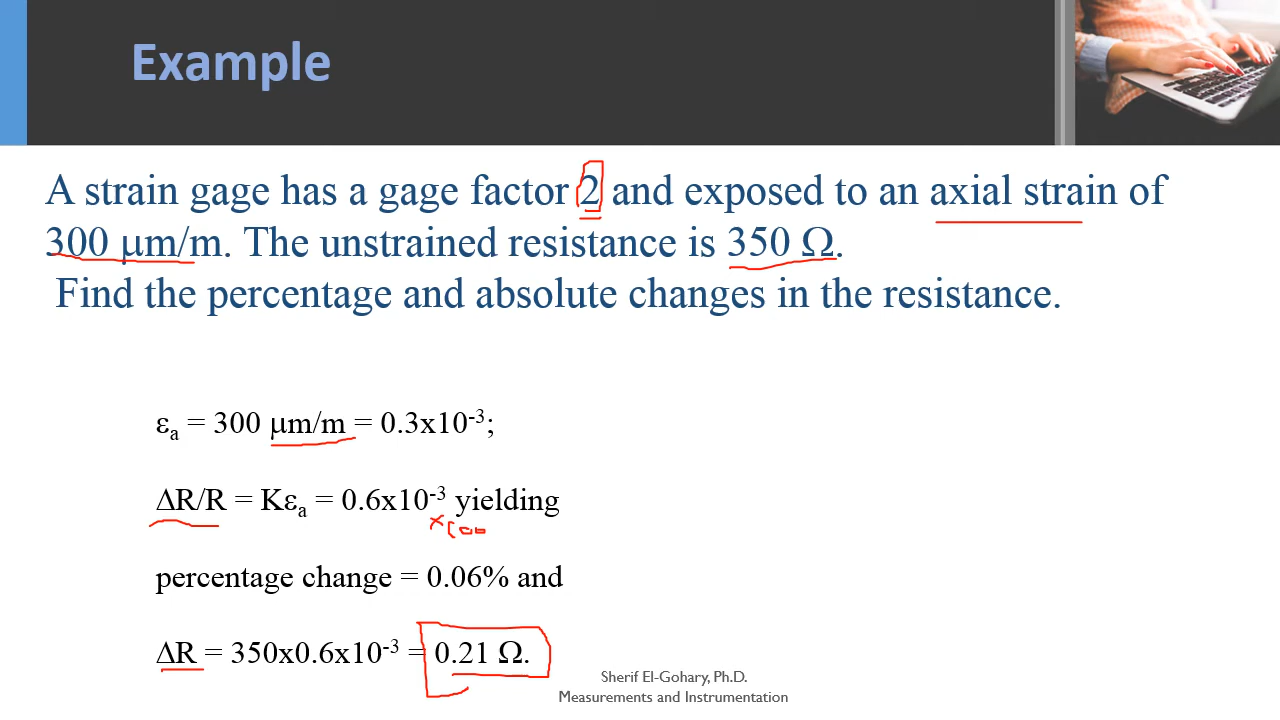 Example
A strain gage has a gage factor 2 and exposed to an axial strain of
300 μm/m. The unstrained resistance is 350 Ω.
Find the percentage and absolute changes in the resistance.
εa = 300 μm/m = 0.3x10⁻³;
ΔR/R = Kεa = 0.6x10⁻³ yielding
x100
percentage change = 0.06% and
ΔR = 350x0.6x10⁻³ = 0.21 Ω.
Sherif El-Gohary, Ph.D.
Measurements and Instrumentation